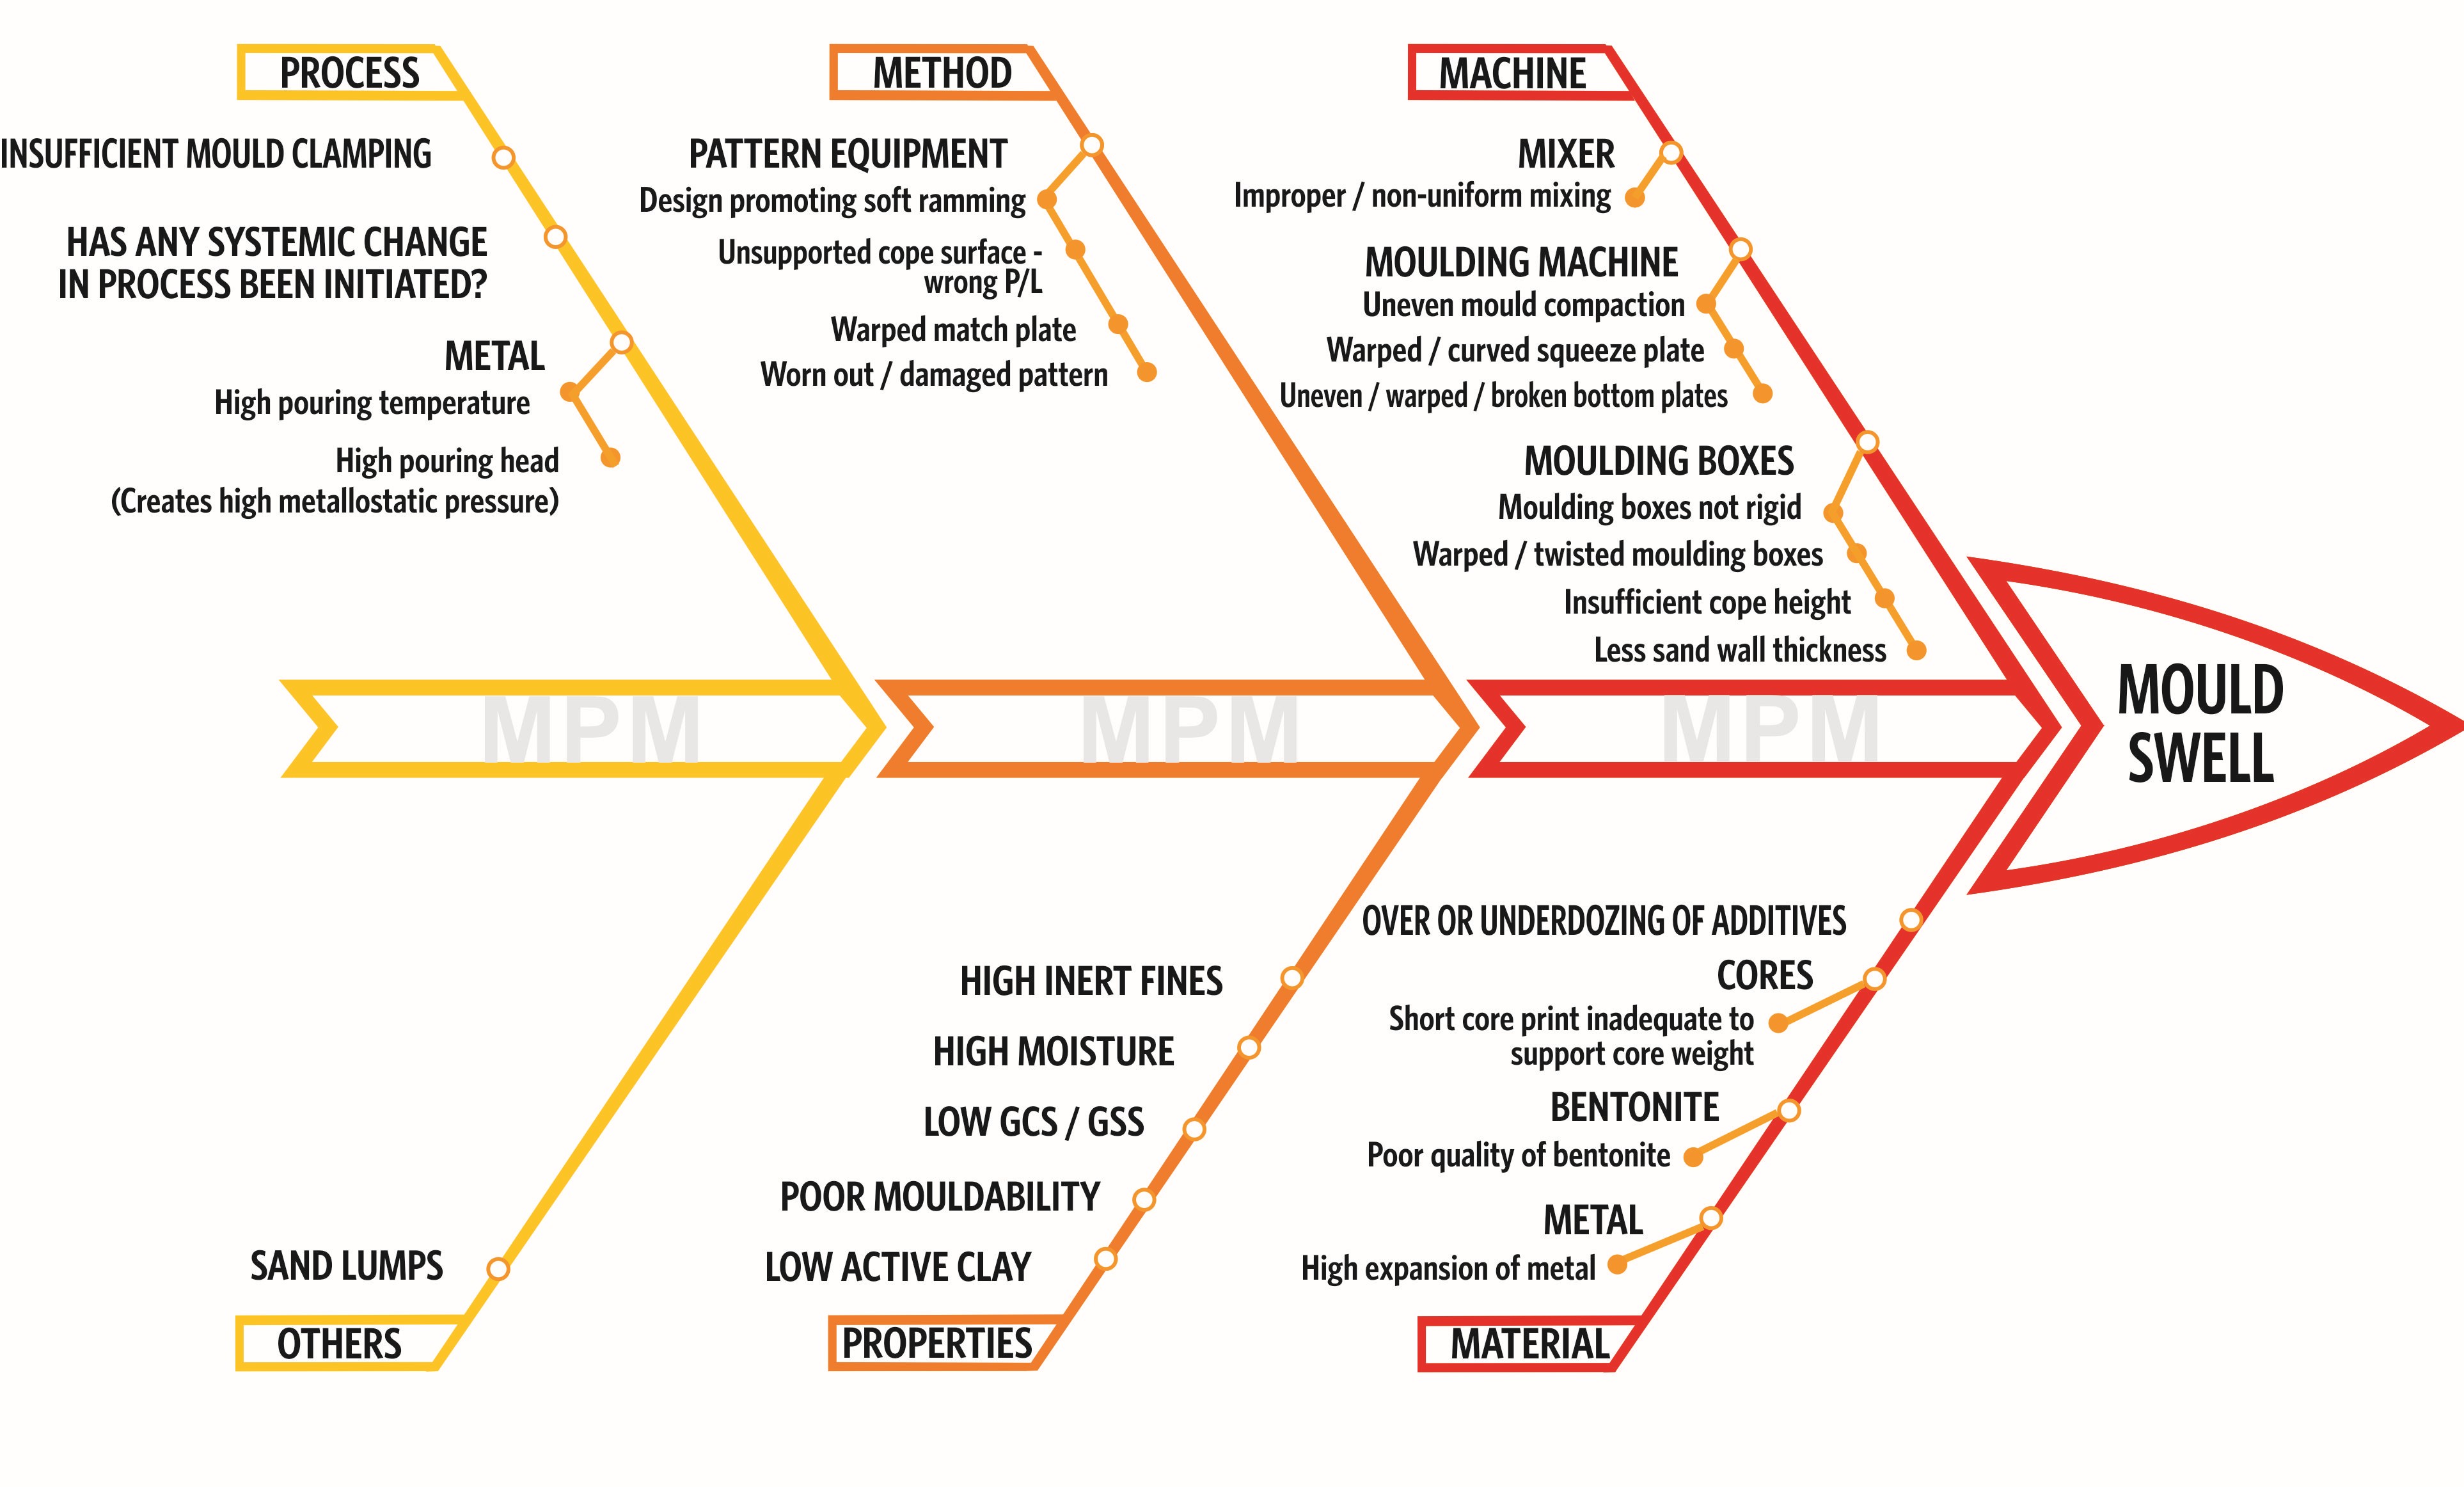 PROCESS
INSUFFICIENT MOULD CLAMPING
HAS ANY SYSTEMIC CHANGE
IN PROCESS BEEN INITIATED?
METAL
High pouring temperature
High pouring head
(Creates high metallostatic pressure)
METHOD
PATTERN EQUIPMENT
Design promoting soft ramming
Unsupported cope surface -
wrong P/L
Warped match plate
Worn out / damaged pattern
MACHINE
MIXER
Improper / non-uniform mixing
MOULDING MACHINE
Uneven mould compaction
Warped / curved squeeze plate
Uneven / warped / broken bottom plates
MOULDING BOXES
Moulding boxes not rigid
Warped / twisted moulding boxes
Insufficient cope height
Less sand wall thickness
MPM
MPM
MPM
MOULD
SWELL
SAND LUMPS
OTHERS
HIGH INERT FINES
HIGH MOISTURE
LOW GCS / GSS
POOR MOULDABILITY
LOW ACTIVE CLAY
PROPERTIES
OVER OR UNDERDOZING OF ADDITIVES
CORES
Short core print inadequate to
support core weight
BENTONITE
Poor quality of bentonite
METAL
High expansion of metal
MATERIAL